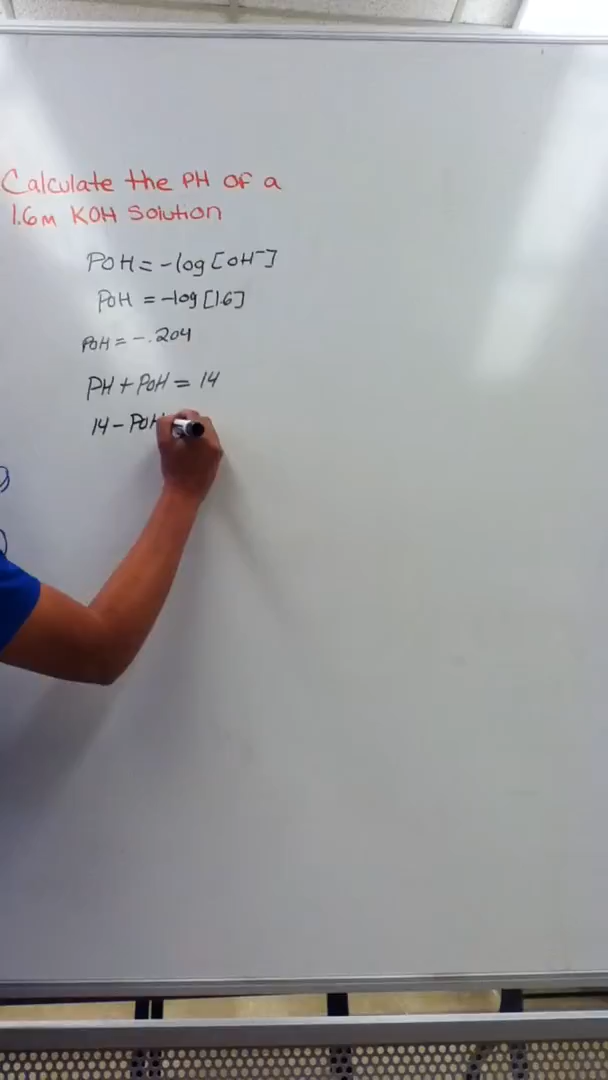 Calculate the PH of a
1.6M KOH Solution
POH = -log [OH⁻]
POH = -log [1.6]
POH = -.204
PH + POH = 14
14 - POH